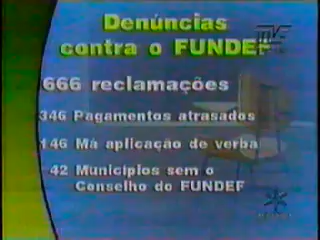 Denúncias
contra o FUNDEF
666 reclamações
346 Pagamentos atrasados
146 Má aplicação de verba
42 Municípios sem o
Conselho do FUNDEF